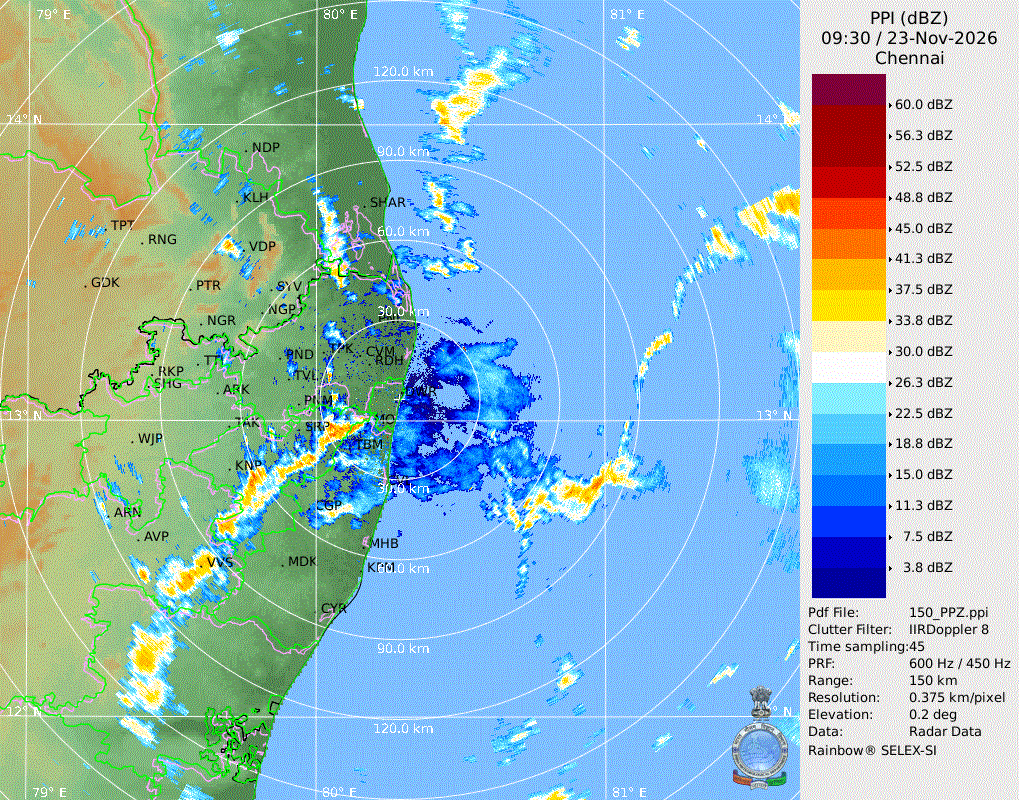 79° E
80° E
81° E
120.0 km
14° N
14°
90.0 km
NDP
KLH
SHAR
TPT
RNG
60.0 km
VDP
GDK
PTR
SYV
NGP
30.0 km
NGR
TPK
CVM
RDH
PND
TT
RKP
SHG
TVL
ARK
PNM
13° N
13° N
TAK
SRP
MO
WJP
TBM
KNP
30.0 km
CGP
ARN
AVP
MHB
VVS
MDK
60.0 km
CYR
90.0 km
12° N
N
120.0 km
79° E
80° E
81° E
PPI (dBZ)
09:30 / 23-Nov-2026
Chennai
60.0 dBZ
56.3 dBZ
52.5 dBZ
48.8 dBZ
45.0 dBZ
41.3 dBZ
37.5 dBZ
33.8 dBZ
30.0 dBZ
26.3 dBZ
22.5 dBZ
18.8 dBZ
15.0 dBZ
11.3 dBZ
7.5 dBZ
3.8 dBZ
Pdf File: 150_PPZ.ppi
Clutter Filter: IIRDoppler 8
Time sampling:45
PRF: 600 Hz / 450 Hz
Range: 150 km
Resolution: 0.375 km/pixel
Elevation: 0.2 deg
Data: Radar Data
Rainbow® SELEX-SI